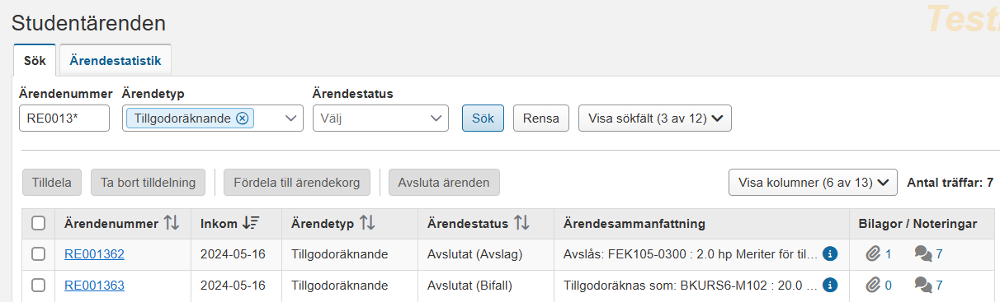 Studentärenden
Sök Ärendestatistik
Ärendenummer Ärendetyp Ärendestatus
RE0013* Tillgodoräknande Välj Sök Rensa Visa sökfält (3 av 12)
Tilldela Ta bort tilldelning Fördela till ärendekorg Avsluta ärenden Visa kolumner (6 av 13) Antal träffar: 7
Ärendenummer Inkom Ärendetyp Ärendestatus Ärendesammanfattning Bilagor / Noteringar
RE001362 2024-05-16 Tillgodoräknande Avslutat (Avslag) Avslås: FEK105-0300 : 2.0 hp Meriter för til... 1 7
RE001363 2024-05-16 Tillgodoräknande Avslutat (Bifall) Tillgodoräknas som: BKURS6-M102 : 20.0 ... 0 7